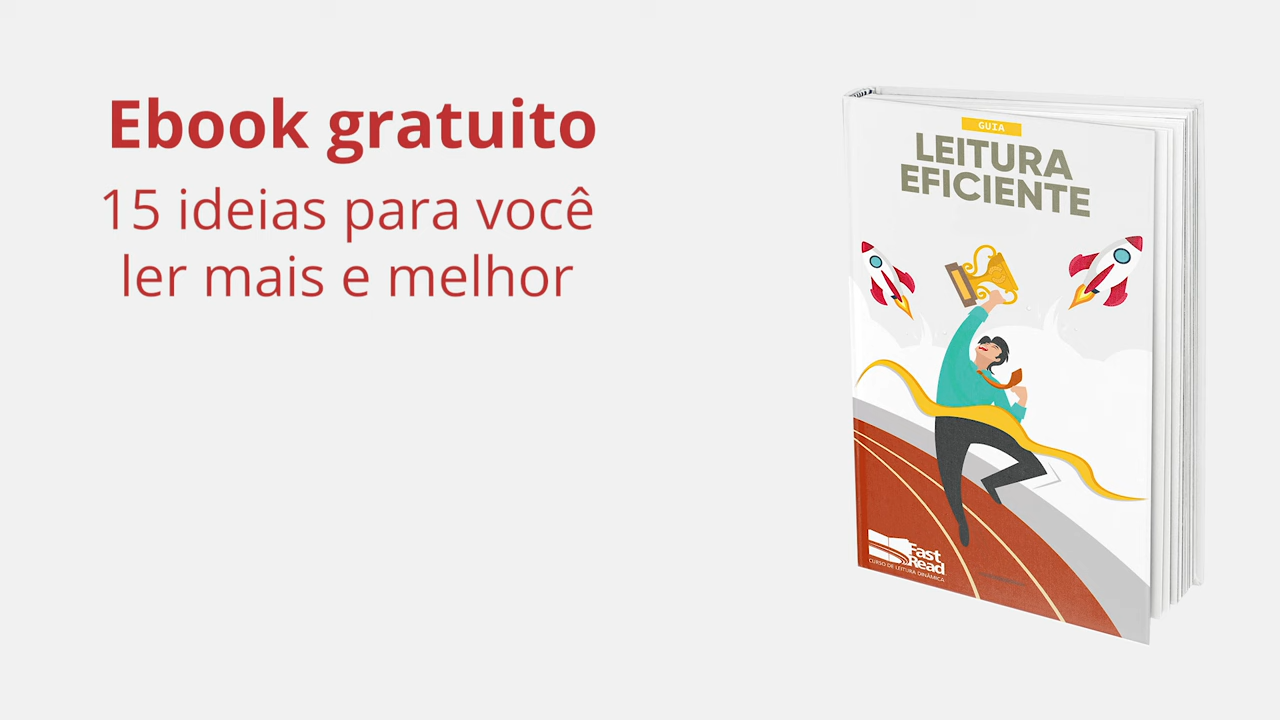 Ebook gratuito
15 ideias para você
ler mais e melhor
GUIA
LEITURA
EFICIENTE
Fast
Read
CURSO DE LEITURA DINÂMICA